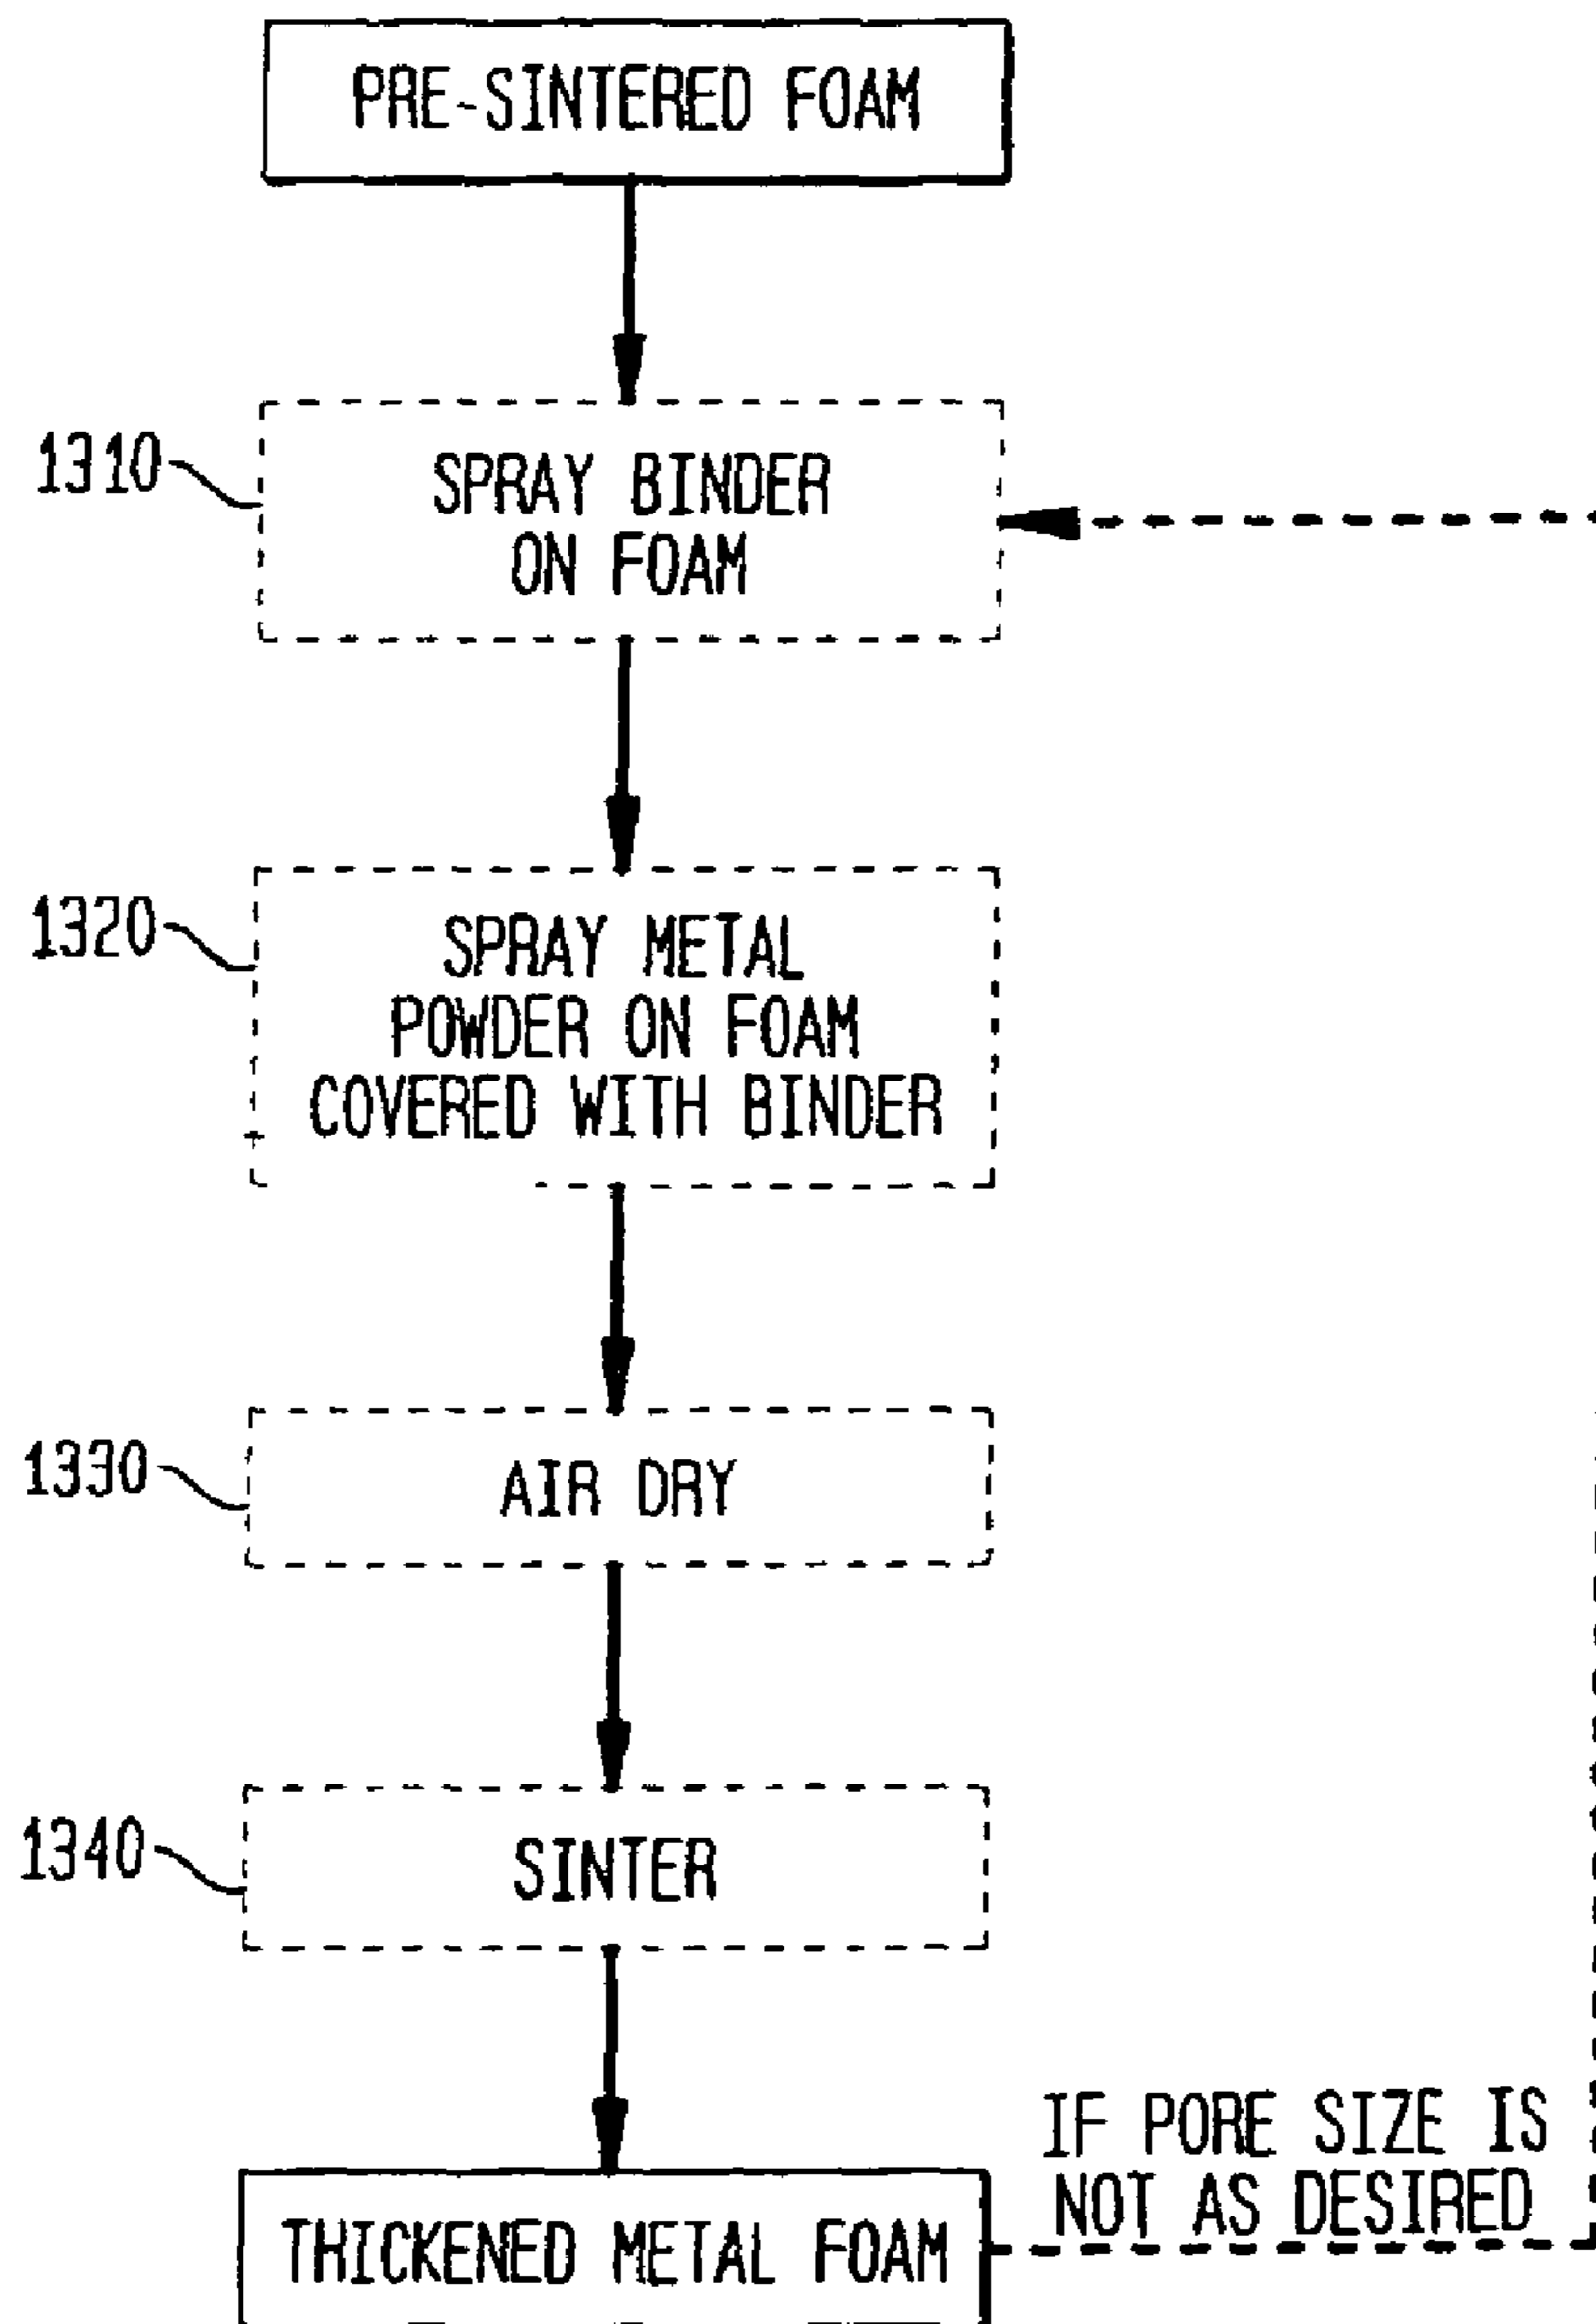 PRE-SINTERED FOAM
1310
SPRAY BINDER
ON FOAM
1320
SPRAY METAL
POWDER ON FOAM
COVERED WITH BINDER
1330
AIR DRY
1340
SINTER
IF PORE SIZE IS
NOT AS DESIRED
THICKENED METAL FOAM